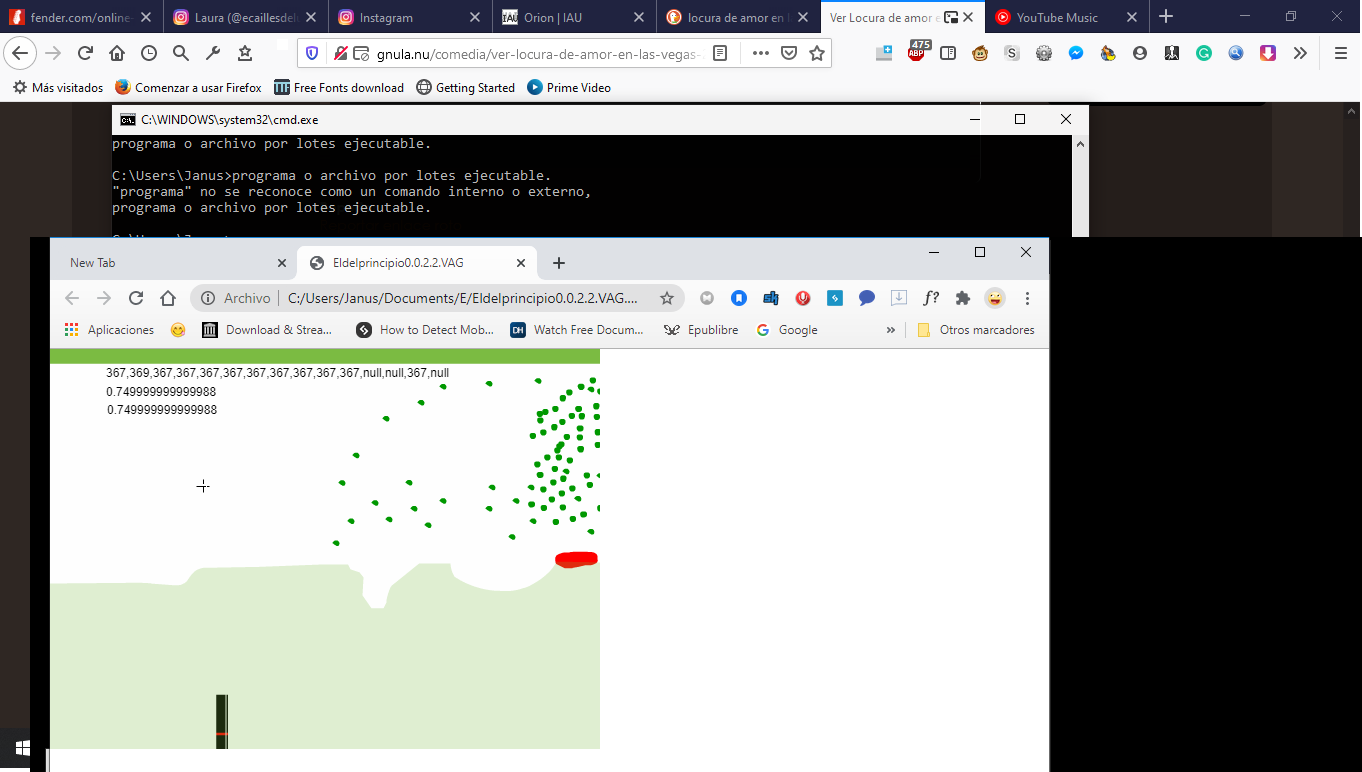 fender.com/online-
Laura (@ecaillesdel
Instagram
IAU Orion | IAU
locura de amor en l
Ver Locura de amor e
YouTube Music
gnula.nu/comedia/ver-locura-de-amor-en-las-vegas-
475
ABP
S
G
Más visitados
Comenzar a usar Firefox
Free Fonts download
Getting Started
Prime Video
C:\WINDOWS\system32\cmd.exe
programa o archivo por lotes ejecutable.
C:\Users\Janus>programa o archivo por lotes ejecutable.
"programa" no se reconoce como un comando interno o externo,
programa o archivo por lotes ejecutable.
New Tab
Eldelprincipio0.0.2.2.VAG
Archivo
C:/Users/Janus/Documents/E/Eldelprincipio0.0.2.2.VAG....
f?
Aplicaciones
Download & Strea...
How to Detect Mob...
DH Watch Free Docum...
Epublibre
Google
»
Otros marcadores
367,369,367,367,367,367,367,367,367,367,367,null,null,367,null
0.749999999999988
0.749999999999988